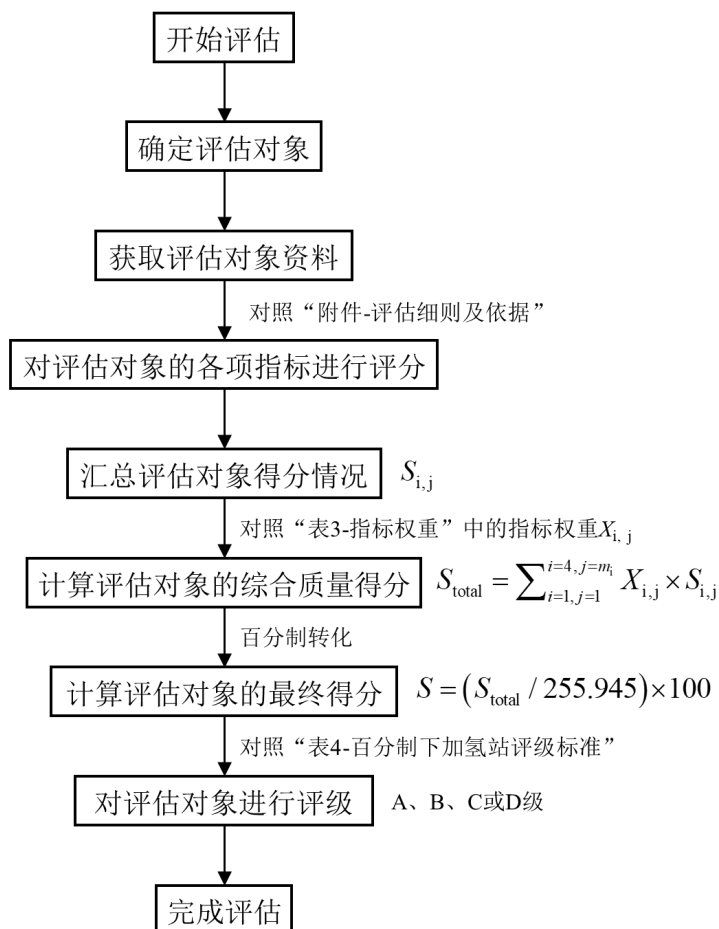 开始评估
确定评估对象
获取评估对象资料
对照“附件-评估细则及依据”
对评估对象的各项指标进行评分
汇总评估对象得分情况 S_{i,j}
对照“表3-指标权重”中的指标权重X_{i, j}
计算评估对象的综合质量得分 S_{total} = \sum_{i=1,j=1}^{i=4,j=m_i} X_{i,j} × S_{i,j}
百分制转化
计算评估对象的最终得分 S = (S_{total} / 255.945) × 100
对照“表4-百分制下加氢站评级标准”
对评估对象进行评级 A、B、C或D级
完成评估